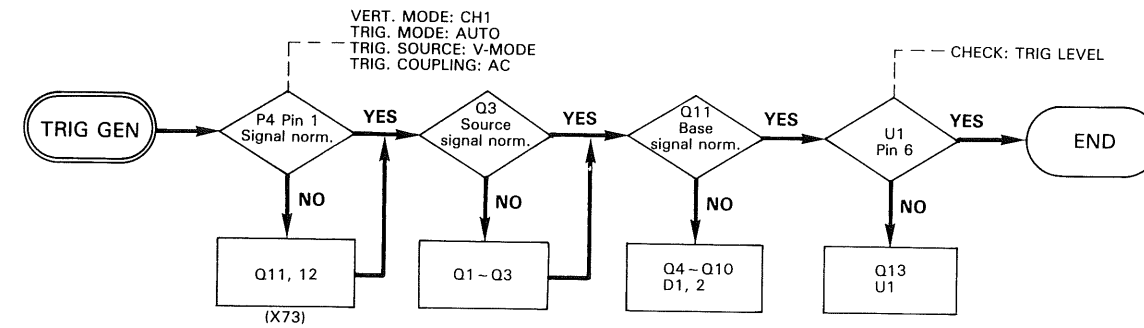 VERT. MODE: CH1
TRIG. MODE: AUTO
TRIG. SOURCE: V-MODE
TRIG. COUPLING: AC
CHECK: TRIG LEVEL
TRIG GEN
P4 Pin 1
Signal norm.
YES
NO
Q11, 12
(X73)
Q3
Source
signal norm.
YES
NO
Q1~Q3
Q11
Base
signal norm.
YES
NO
Q4~Q10
D1, 2
U1
Pin 6
YES
NO
Q13
U1
END